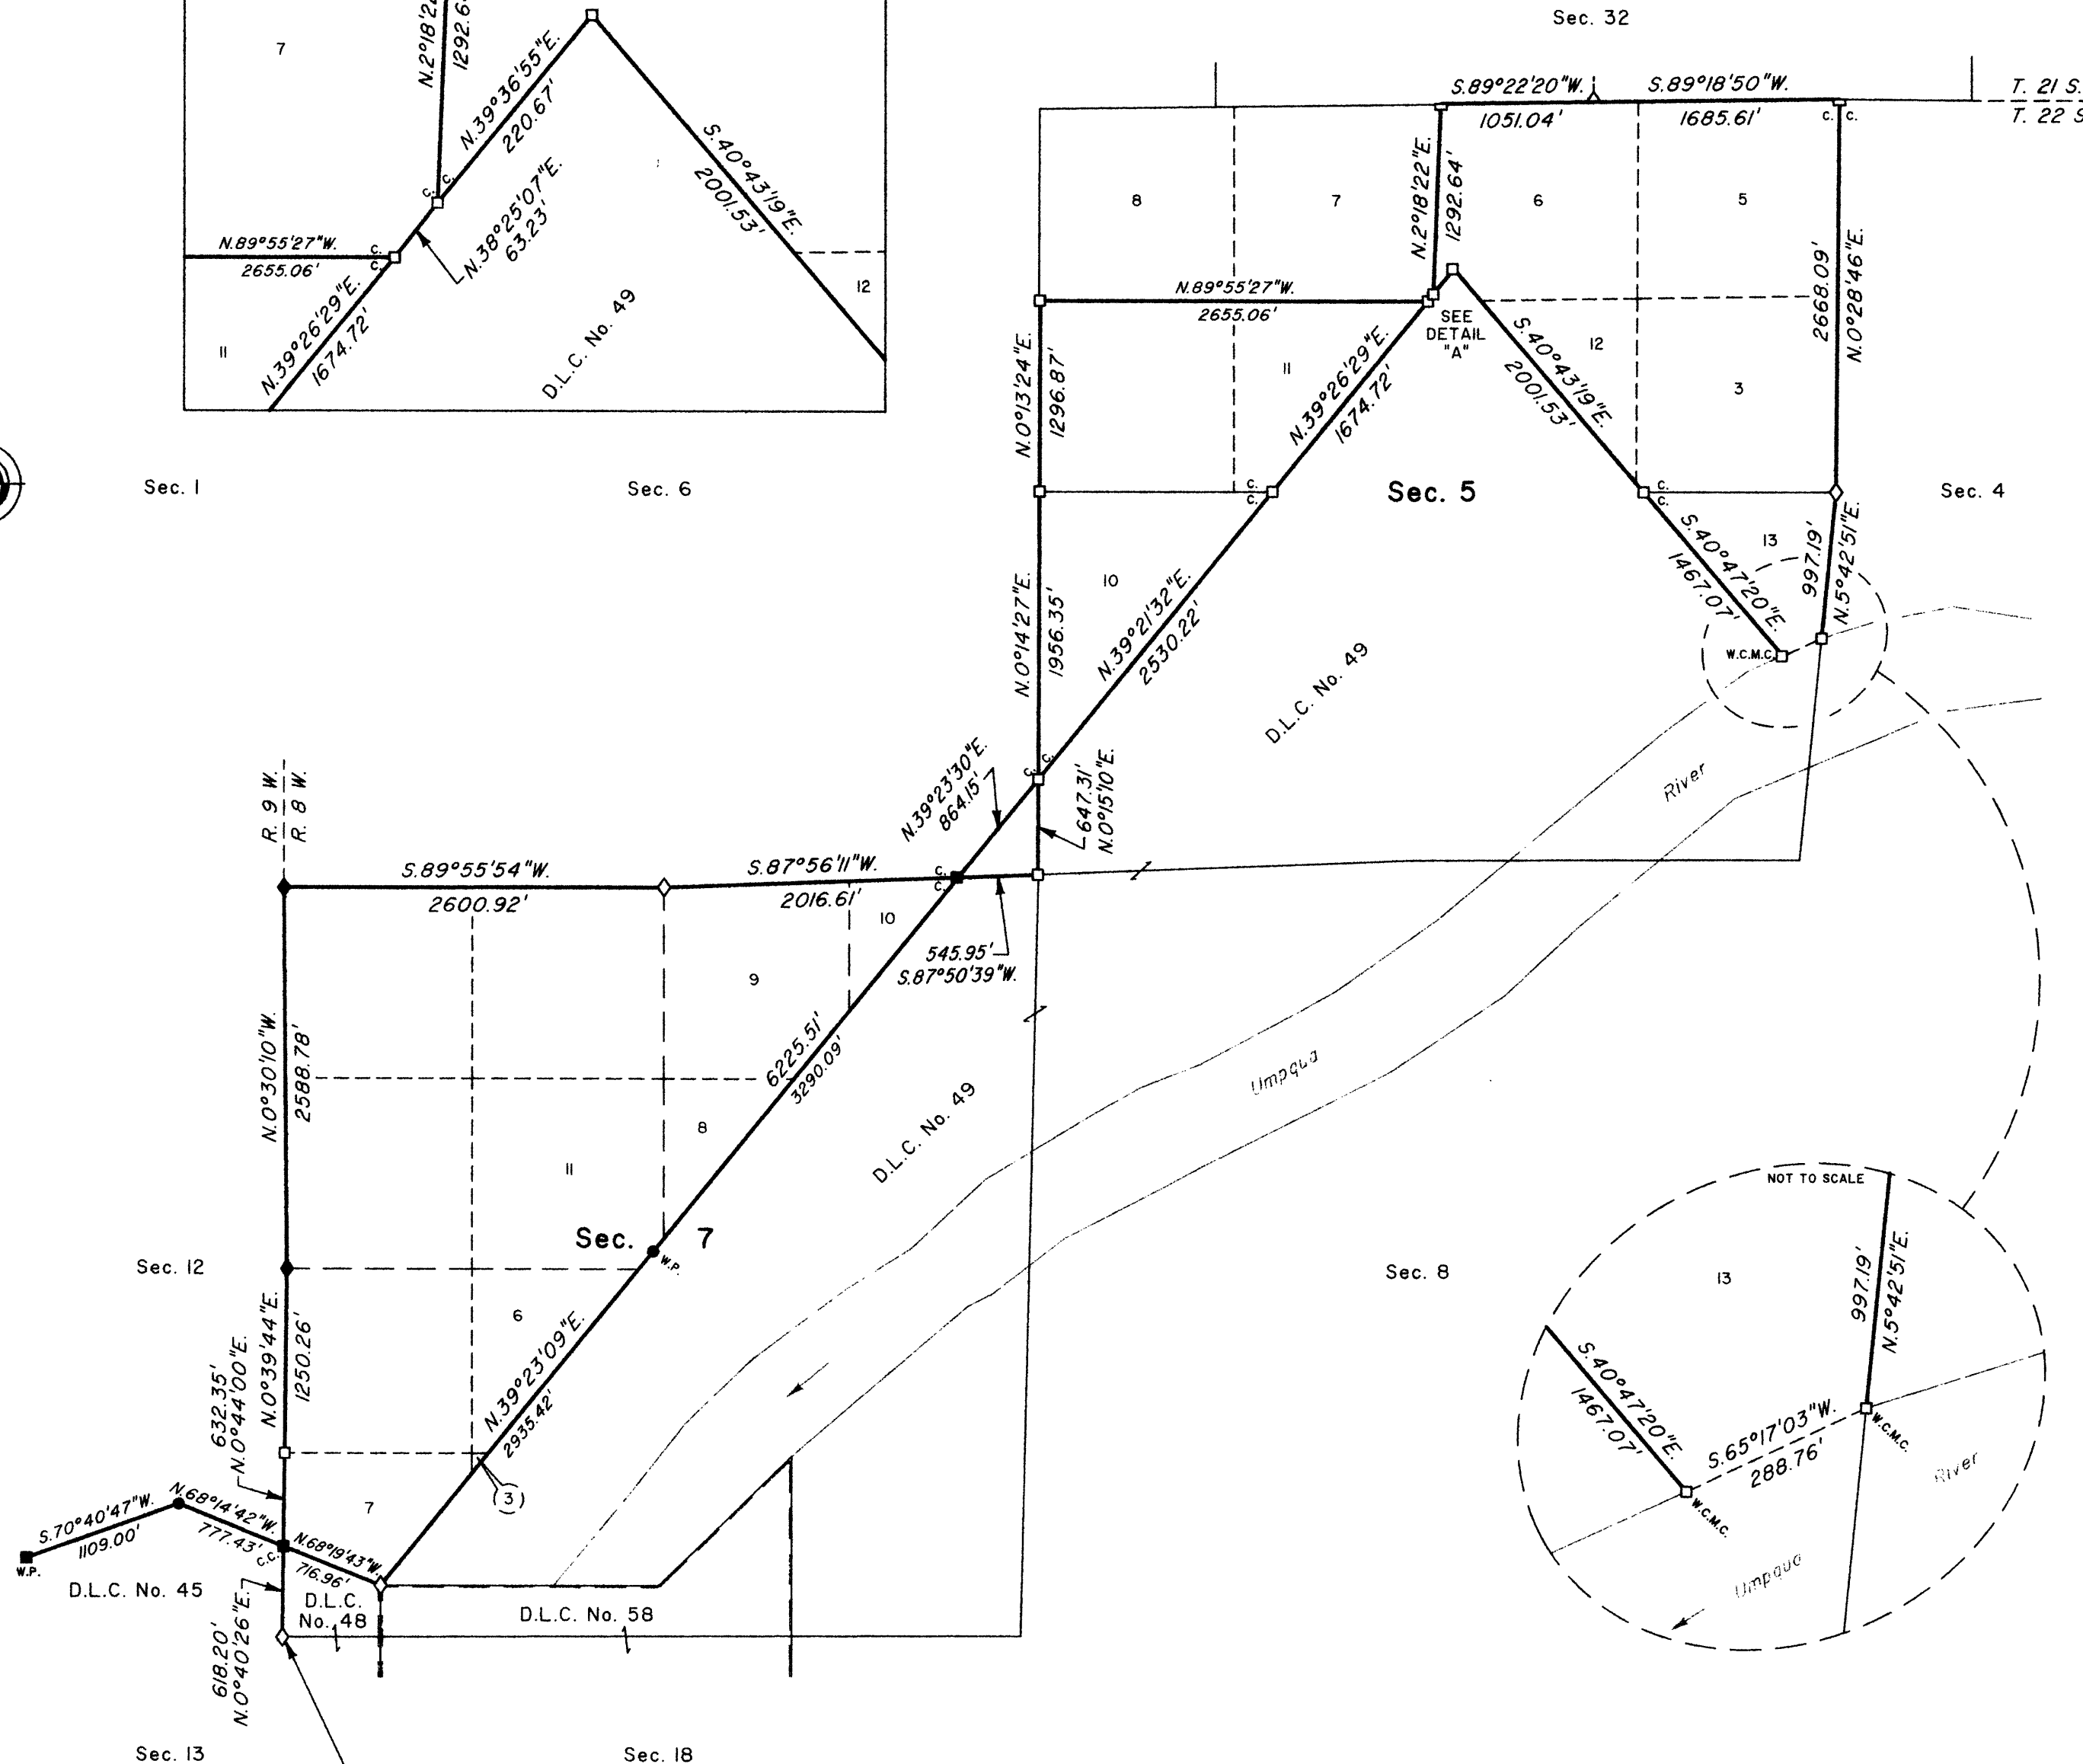 Sec. 32
7
N.39°36'55"E.
220.67'
S.40°43'19"E.
2001.53'
N.38°25'07"E.
63.23'
C.
C.
N.89°55'27"W.
2655.06'
C.
C.
12
11
N.39°26'29"E.
1674.72'
D.L.C. No. 49
S.89°22'20"W.
1051.04'
S.89°18'50"W.
1685.61'
C.
C.
T. 21 S.
T. 22 S
8
7
N.2°18'22"E.
1292.64'
6
5
2668.09'
N.0°28'46"E.
N.89°55'27"W.
2655.06'
SEE
DETAIL
"A"
N.0°13'24"E.
1296.87'
11
N.39°26'29"E.
1674.72'
S.40°43'19"E.
2001.53'
12
3
Sec. 1
Sec. 6
C.
C.
Sec. 5
C.
C.
Sec. 4
10
N.0°14'27"E.
1956.35'
N.39°21'32"E.
2530.22'
D.L.C. No. 49
S.40°47'20"E.
1467.07'
13
997.19'
N.5°42'51"E.
W.C.M.C.
River
R. 9 W.
R. 8 W.
N.39°23'30"E.
864.15'
C.
C.
647.31'
N.0°15'10"E.
S.89°55'54"W.
2600.92'
S.87°56'11"W.
2016.61'
C.
C.
10
545.95'
S.87°50'39"W.
9
N.0°30'10"W.
2588.78'
6225.51'
3290.09'
Umpqua
D.L.C. No. 49
8
11
Sec. 7
W.P.
Sec. 12
Sec. 8
6
N.39°23'09"E.
2935.42'
N.0°39'44"E.
1250.26'
632.35'
N.0°44'00"E.
7
(3)
S.70°40'47"W.
1109.00'
N.68°14'42"W.
777.43'
N.68°19'43"W.
716.96'
C.C.
W.P.
D.L.C. No. 45
D.L.C.
No. 48
D.L.C. No. 58
618.20'
N.0°40'26"E.
Sec. 13
Sec. 18
NOT TO SCALE
13
997.19'
N.5°42'51"E.
S.40°47'20"E.
1467.07'
S.65°17'03"W.
288.76'
W.C.M.C.
W.C.M.C.
River
Umpqua